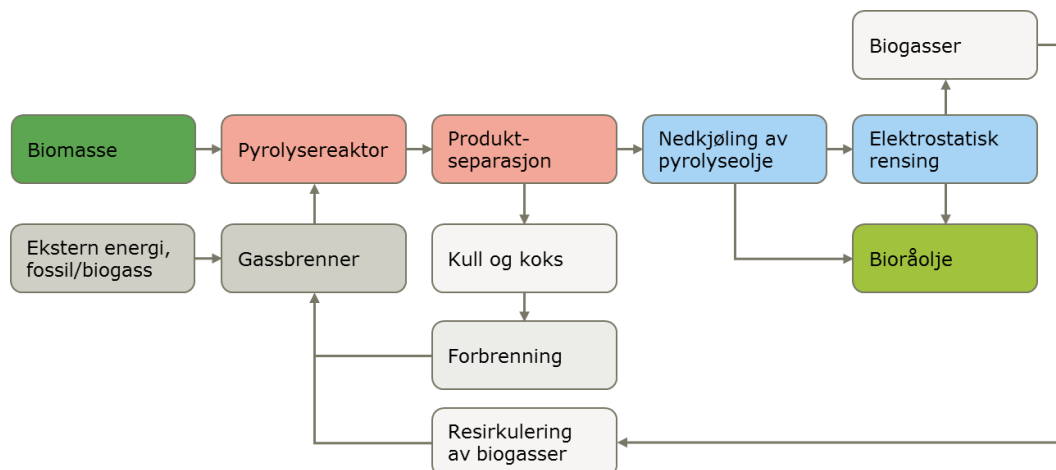 Biogasser
Biomasse
Pyrolysereaktor
Produkt-
separasjon
Nedkjøling av
pyrolyseolje
Elektrostatisk
rensing
Ekstern energi,
fossil/biogass
Gassbrenner
Kull og koks
Bioråolje
Forbrenning
Resirkulering
av biogasser